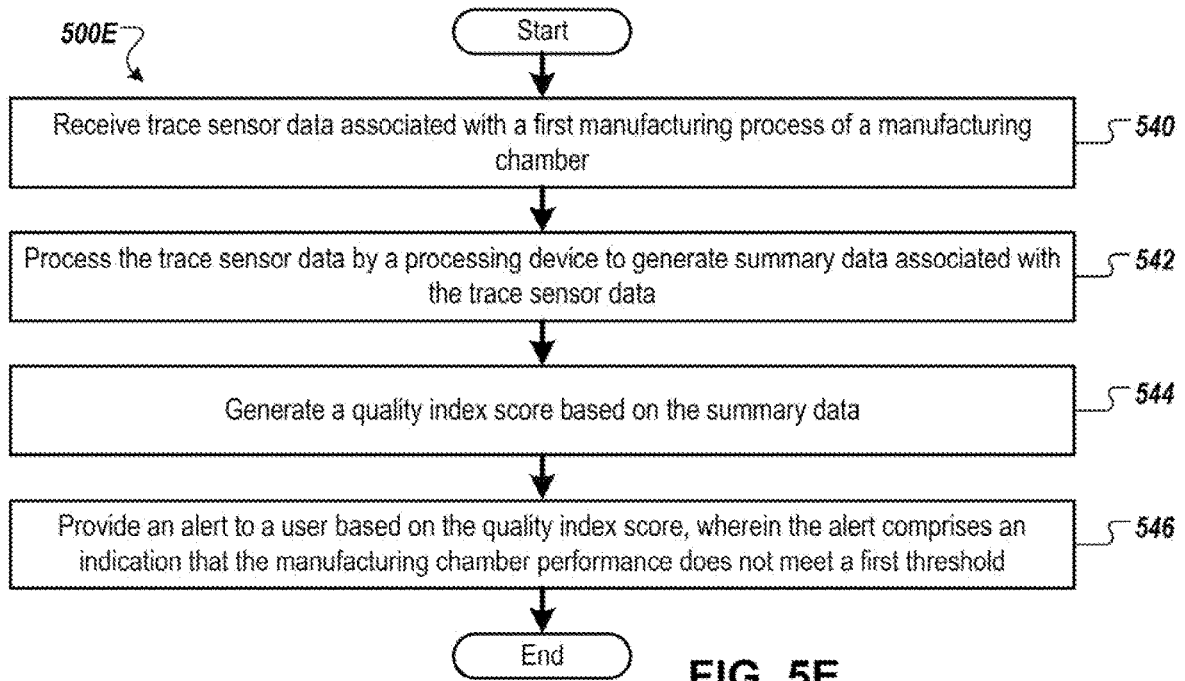 500E
Start
Receive trace sensor data associated with a first manufacturing process of a manufacturing
chamber
540
Process the trace sensor data by a processing device to generate summary data associated with
the trace sensor data
542
Generate a quality index score based on the summary data
544
Provide an alert to a user based on the quality index score, wherein the alert comprises an
indication that the manufacturing chamber performance does not meet a first threshold
546
End
FIG. 5E